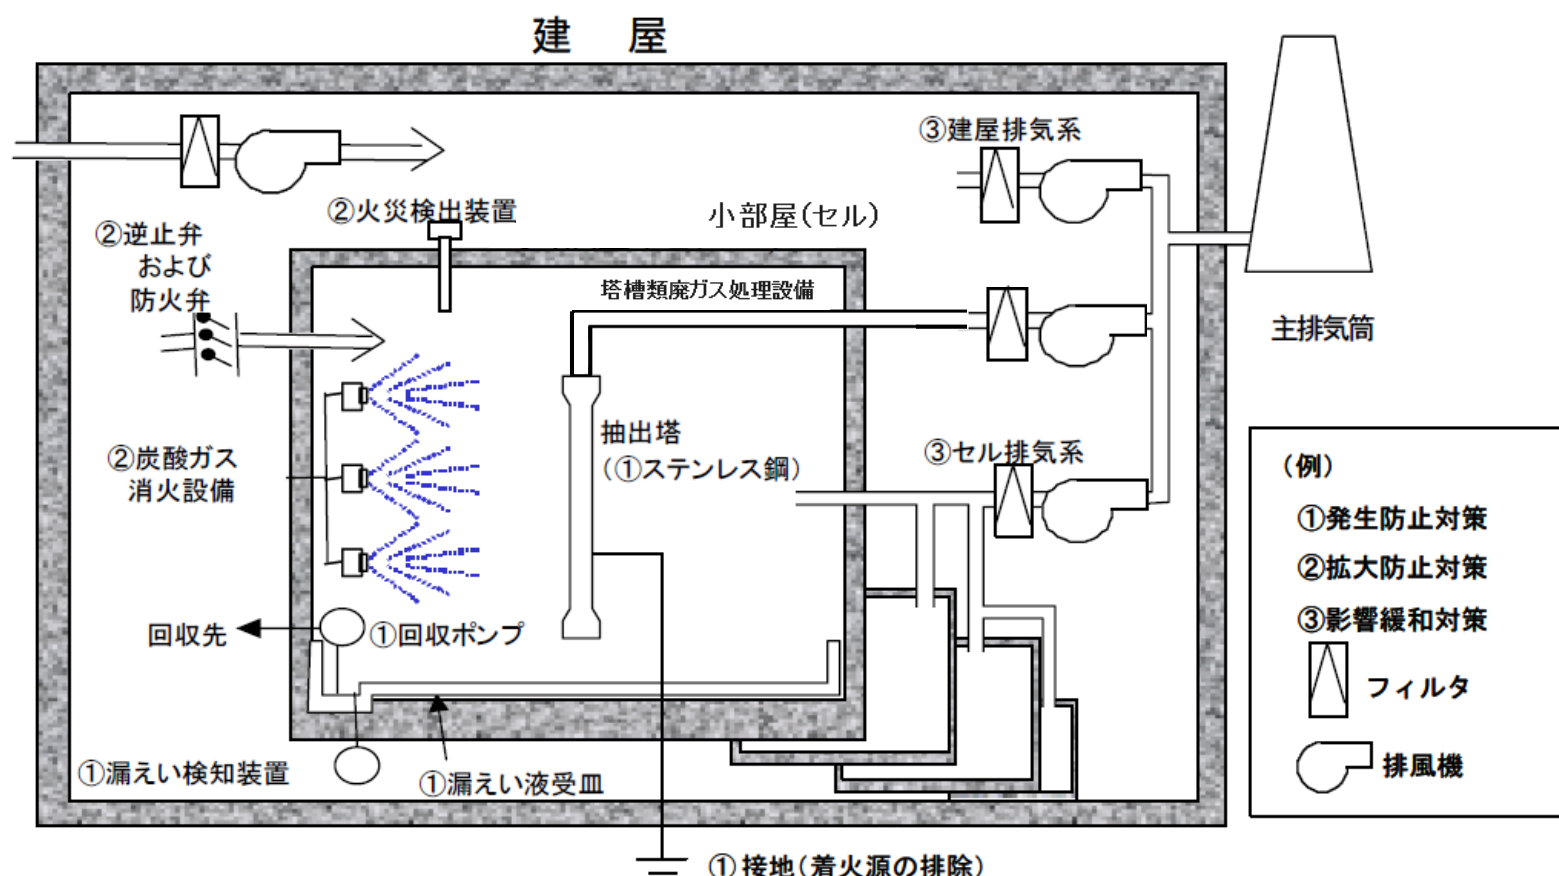 建　屋
③建屋排気系
②火災検出装置
小部屋(セル)
②逆止弁
および
防火弁
塔槽類廃ガス処理設備
主排気筒
抽出塔
(①ステンレス鋼)
③セル排気系
②炭酸ガス
消火設備
回収先
①回収ポンプ
①漏えい検知装置
①漏えい液受皿
①接地(着火源の排除)
(例)
①発生防止対策
②拡大防止対策
③影響緩和対策
フィルタ
排風機